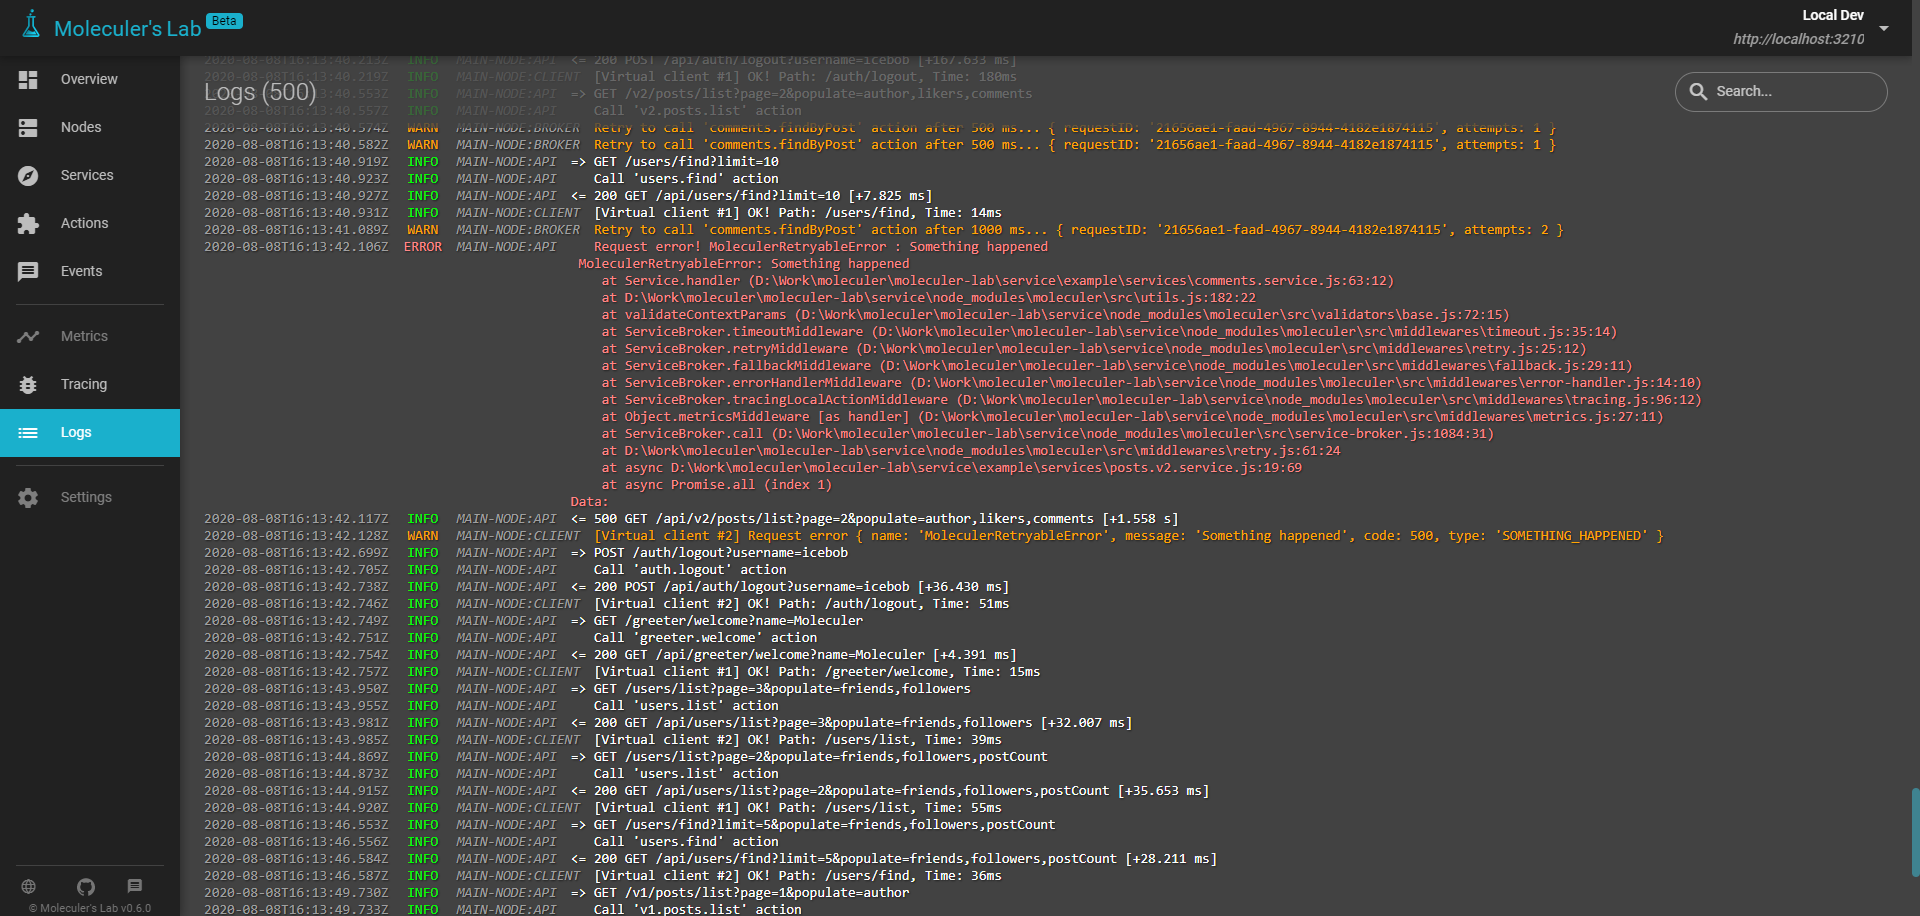 Moleculer's Lab Beta
Local Dev
http://localhost:3210
Overview
Nodes
Services
Actions
Events
Metrics
Tracing
Logs
Settings
© Moleculer's Lab v0.6.0
Logs (500)
Search...
2020-08-08T16:13:40.213Z INFO MAIN-NODE:API <= 200 POST /api/auth/logout?username=icebob [+167.633 ms]
2020-08-08T16:13:40.219Z INFO MAIN-NODE:CLIENT [Virtual client #1] OK! Path: /auth/logout, Time: 180ms
2020-08-08T16:13:40.553Z INFO MAIN-NODE:API => GET /v2/posts/list?page=2&populate=author,likers,comments
2020-08-08T16:13:40.557Z INFO MAIN-NODE:API Call 'v2.posts.list' action
2020-08-08T16:13:40.574Z WARN MAIN-NODE:BROKER Retry to call 'comments.findByPost' action after 500 ms... { requestID: '21656ae1-faad-4967-8944-4182e1874115', attempts: 1 }
2020-08-08T16:13:40.582Z WARN MAIN-NODE:BROKER Retry to call 'comments.findByPost' action after 500 ms... { requestID: '21656ae1-faad-4967-8944-4182e1874115', attempts: 1 }
2020-08-08T16:13:40.919Z INFO MAIN-NODE:API => GET /users/find?limit=10
2020-08-08T16:13:40.923Z INFO MAIN-NODE:API Call 'users.find' action
2020-08-08T16:13:40.927Z INFO MAIN-NODE:API <= 200 GET /api/users/find?limit=10 [+7.825 ms]
2020-08-08T16:13:40.931Z INFO MAIN-NODE:CLIENT [Virtual client #1] OK! Path: /users/find, Time: 14ms
2020-08-08T16:13:41.089Z WARN MAIN-NODE:BROKER Retry to call 'comments.findByPost' action after 1000 ms... { requestID: '21656ae1-faad-4967-8944-4182e1874115', attempts: 2 }
2020-08-08T16:13:42.106Z ERROR MAIN-NODE:API Request error! MoleculerRetryableError : Something happened
MoleculerRetryableError: Something happened
at Service.handler (D:\Work\moleculer\moleculer-lab\service\example\services\comments.service.js:63:12)
at D:\Work\moleculer\moleculer-lab\service\node_modules\moleculer\src\utils.js:182:22
at validateContextParams (D:\Work\moleculer\moleculer-lab\service\node_modules\moleculer\src\validators\base.js:72:15)
at ServiceBroker.timeoutMiddleware (D:\Work\moleculer\moleculer-lab\service\node_modules\moleculer\src\middlewares\timeout.js:35:14)
at ServiceBroker.retryMiddleware (D:\Work\moleculer\moleculer-lab\service\node_modules\moleculer\src\middlewares\retry.js:25:12)
at ServiceBroker.fallbackMiddleware (D:\Work\moleculer\moleculer-lab\service\node_modules\moleculer\src\middlewares\fallback.js:29:11)
at ServiceBroker.errorHandlerMiddleware (D:\Work\moleculer\moleculer-lab\service\node_modules\moleculer\src\middlewares\error-handler.js:14:10)
at ServiceBroker.tracingLocalActionMiddleware (D:\Work\moleculer\moleculer-lab\service\node_modules\moleculer\src\middlewares\tracing.js:96:12)
at Object.metricsMiddleware [as handler] (D:\Work\moleculer\moleculer-lab\service\node_modules\moleculer\src\middlewares\metrics.js:27:11)
at ServiceBroker.call (D:\Work\moleculer\moleculer-lab\service\node_modules\moleculer\src\service-broker.js:1084:31)
at D:\Work\moleculer\moleculer-lab\service\node_modules\moleculer\src\middlewares\retry.js:61:24
at async D:\Work\moleculer\moleculer-lab\service\example\services\posts.v2.service.js:19:69
at async Promise.all (index 1)
Data:
2020-08-08T16:13:42.117Z INFO MAIN-NODE:API <= 500 GET /api/v2/posts/list?page=2&populate=author,likers,comments [+1.558 s]
2020-08-08T16:13:42.128Z WARN MAIN-NODE:CLIENT [Virtual client #2] Request error { name: 'MoleculerRetryableError', message: 'Something happened', code: 500, type: 'SOMETHING_HAPPENED' }
2020-08-08T16:13:42.699Z INFO MAIN-NODE:API => POST /auth/logout?username=icebob
2020-08-08T16:13:42.705Z INFO MAIN-NODE:API Call 'auth.logout' action
2020-08-08T16:13:42.738Z INFO MAIN-NODE:API <= 200 POST /api/auth/logout?username=icebob [+36.430 ms]
2020-08-08T16:13:42.746Z INFO MAIN-NODE:CLIENT [Virtual client #2] OK! Path: /auth/logout, Time: 51ms
2020-08-08T16:13:42.749Z INFO MAIN-NODE:API => GET /greeter/welcome?name=Moleculer
2020-08-08T16:13:42.751Z INFO MAIN-NODE:API Call 'greeter.welcome' action
2020-08-08T16:13:42.754Z INFO MAIN-NODE:API <= 200 GET /api/greeter/welcome?name=Moleculer [+4.391 ms]
2020-08-08T16:13:42.757Z INFO MAIN-NODE:CLIENT [Virtual client #1] OK! Path: /greeter/welcome, Time: 15ms
2020-08-08T16:13:43.950Z INFO MAIN-NODE:API => GET /users/list?page=3&populate=friends,followers
2020-08-08T16:13:43.955Z INFO MAIN-NODE:API Call 'users.list' action
2020-08-08T16:13:43.981Z INFO MAIN-NODE:API <= 200 GET /api/users/list?page=3&populate=friends,followers [+32.007 ms]
2020-08-08T16:13:43.985Z INFO MAIN-NODE:CLIENT [Virtual client #2] OK! Path: /users/list, Time: 39ms
2020-08-08T16:13:44.869Z INFO MAIN-NODE:API => GET /users/list?page=2&populate=friends,followers,postCount
2020-08-08T16:13:44.873Z INFO MAIN-NODE:API Call 'users.list' action
2020-08-08T16:13:44.915Z INFO MAIN-NODE:API <= 200 GET /api/users/list?page=2&populate=friends,followers,postCount [+35.653 ms]
2020-08-08T16:13:44.920Z INFO MAIN-NODE:CLIENT [Virtual client #1] OK! Path: /users/list, Time: 55ms
2020-08-08T16:13:46.553Z INFO MAIN-NODE:API => GET /users/find?limit=5&populate=friends,followers,postCount
2020-08-08T16:13:46.556Z INFO MAIN-NODE:API Call 'users.find' action
2020-08-08T16:13:46.584Z INFO MAIN-NODE:API <= 200 GET /api/users/find?limit=5&populate=friends,followers,postCount [+28.211 ms]
2020-08-08T16:13:46.587Z INFO MAIN-NODE:CLIENT [Virtual client #2] OK! Path: /users/find, Time: 36ms
2020-08-08T16:13:49.730Z INFO MAIN-NODE:API => GET /v1/posts/list?page=1&populate=author
2020-08-08T16:13:49.733Z INFO MAIN-NODE:API Call 'v1.posts.list' action